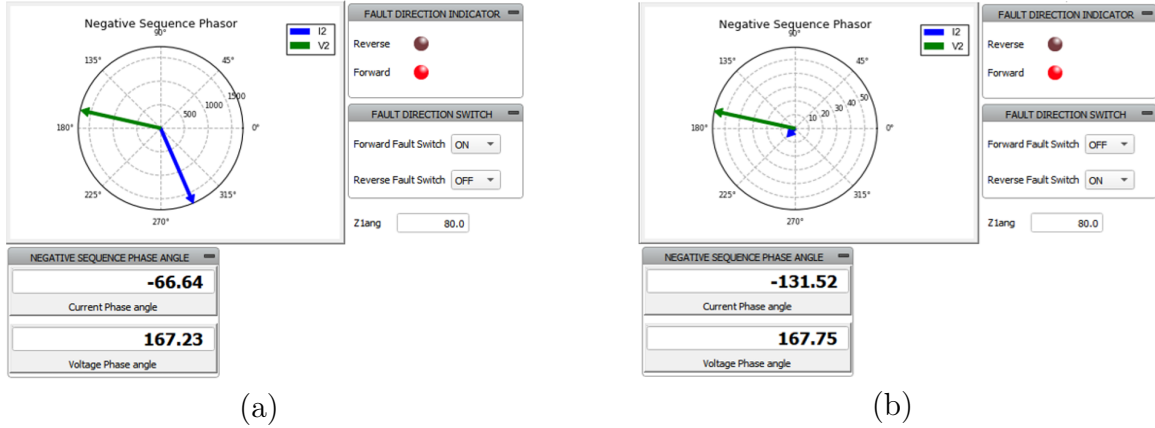 Negative Sequence Phasor
90°
135°
45°
180°
0°
225°
315°
270°
500
1000
1500
I2
V2
FAULT DIRECTION INDICATOR
Reverse
Forward
FAULT DIRECTION SWITCH
Forward Fault Switch ON
Reverse Fault Switch OFF
Z1ang 80.0
NEGATIVE SEQUENCE PHASE ANGLE
-66.64
Current Phase angle
167.23
Voltage Phase angle
(a)
Negative Sequence Phasor
90°
135°
45°
180°
0°
225°
315°
270°
10
20
30
40
50
I2
V2
FAULT DIRECTION INDICATOR
Reverse
Forward
FAULT DIRECTION SWITCH
Forward Fault Switch OFF
Reverse Fault Switch ON
Z1ang 80.0
NEGATIVE SEQUENCE PHASE ANGLE
-131.52
Current Phase angle
167.75
Voltage Phase angle
(b)